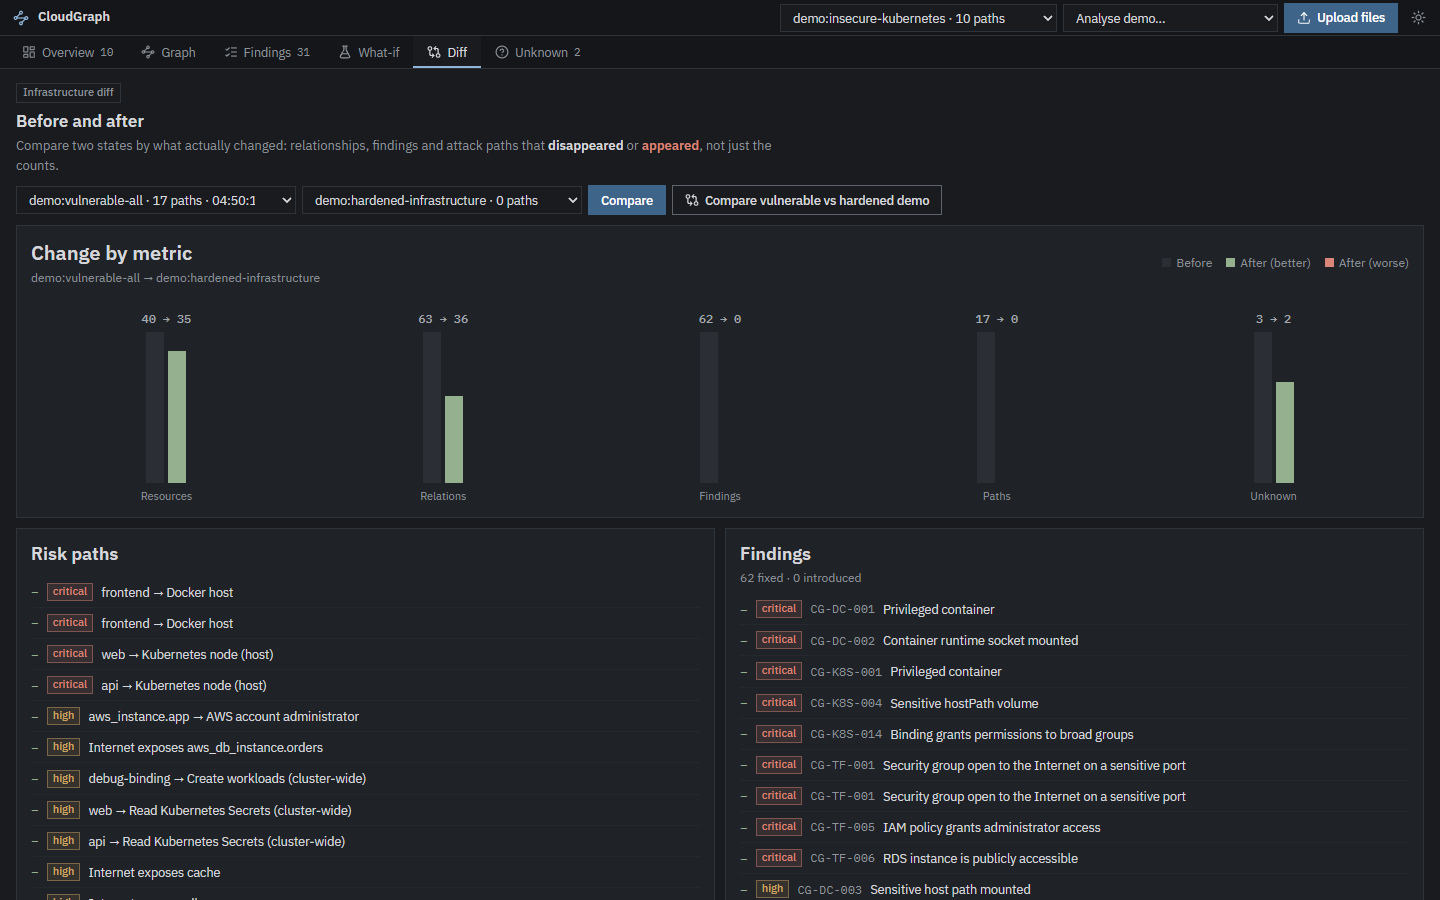 CloudGraph
demo:insecure-kubernetes · 10 paths
Analyse demo...
Upload files
Overview 10
Graph
Findings 31
What-if
Diff
Unknown 2
Infrastructure diff
Before and after
Compare two states by what actually changed: relationships, findings and attack paths that disappeared or appeared, not just the
counts.
demo:vulnerable-all · 17 paths · 04:50:1
demo:hardened-infrastructure · 0 paths
Compare
Compare vulnerable vs hardened demo
Change by metric
demo:vulnerable-all → demo:hardened-infrastructure
Before
After (better)
After (worse)
40 → 35
63 → 36
62 → 0
17 → 0
3 → 2
Resources
Relations
Findings
Paths
Unknown
Risk paths
– critical frontend → Docker host
– critical frontend → Docker host
– critical web → Kubernetes node (host)
– critical api → Kubernetes node (host)
– high aws_instance.app → AWS account administrator
– high Internet exposes aws_db_instance.orders
– high debug-binding → Create workloads (cluster-wide)
– high web → Read Kubernetes Secrets (cluster-wide)
– high api → Read Kubernetes Secrets (cluster-wide)
– high Internet exposes cache
Findings
62 fixed · 0 introduced
– critical CG-DC-001 Privileged container
– critical CG-DC-002 Container runtime socket mounted
– critical CG-K8S-001 Privileged container
– critical CG-K8S-004 Sensitive hostPath volume
– critical CG-K8S-014 Binding grants permissions to broad groups
– critical CG-TF-001 Security group open to the Internet on a sensitive port
– critical CG-TF-001 Security group open to the Internet on a sensitive port
– critical CG-TF-005 IAM policy grants administrator access
– critical CG-TF-006 RDS instance is publicly accessible
– high CG-DC-003 Sensitive host path mounted